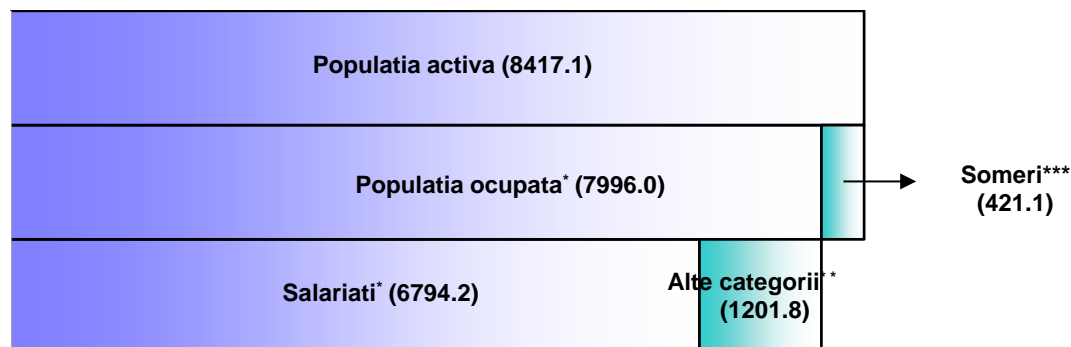 Populatia activa (8417.1)
Populatia ocupata* (7996.0)
Someri***
(421.1)
Salariati* (6794.2)
Alte categorii**
(1201.8)